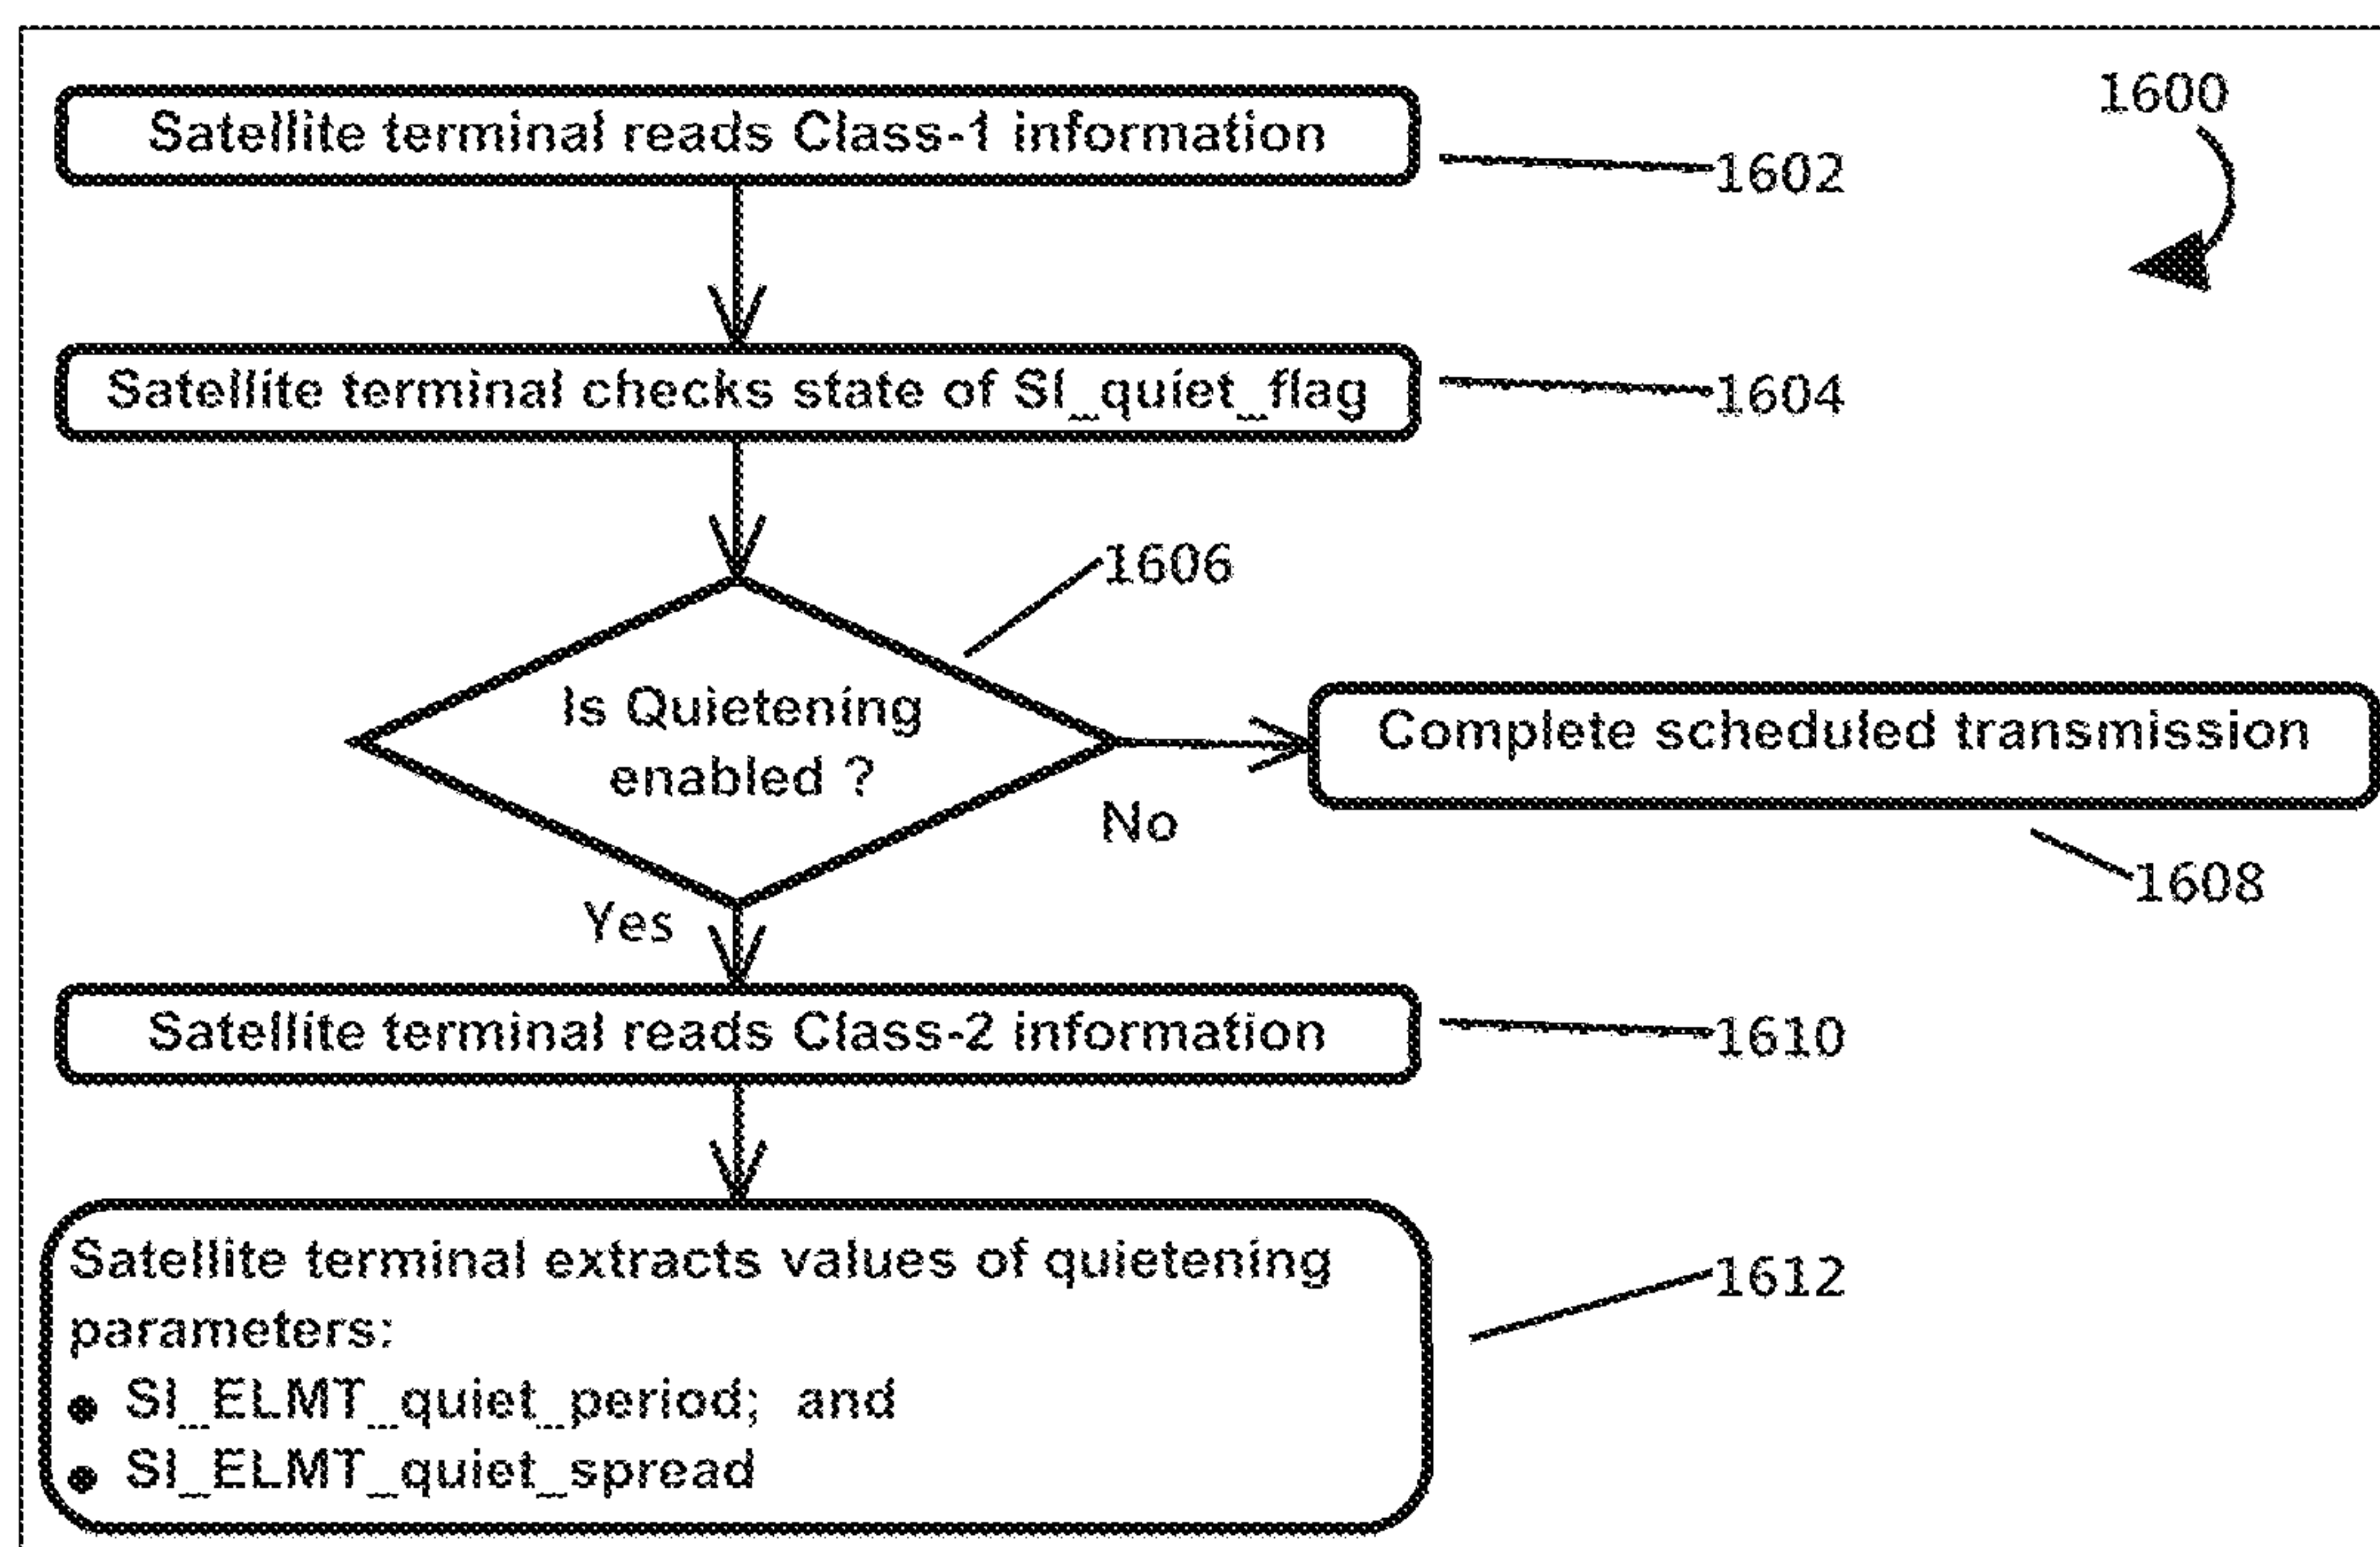 1600
Satellite terminal reads Class-1 information
1602
Satellite terminal checks state of SI_quiet_flag
1604
1606
Is Quietening
enabled ?
No
Complete scheduled transmission
1608
Yes
Satellite terminal reads Class-2 information
1610
Satellite terminal extracts values of quietening
parameters:
● SI_ELMT_quiet_period; and
● SI_ELMT_quiet_spread
1612